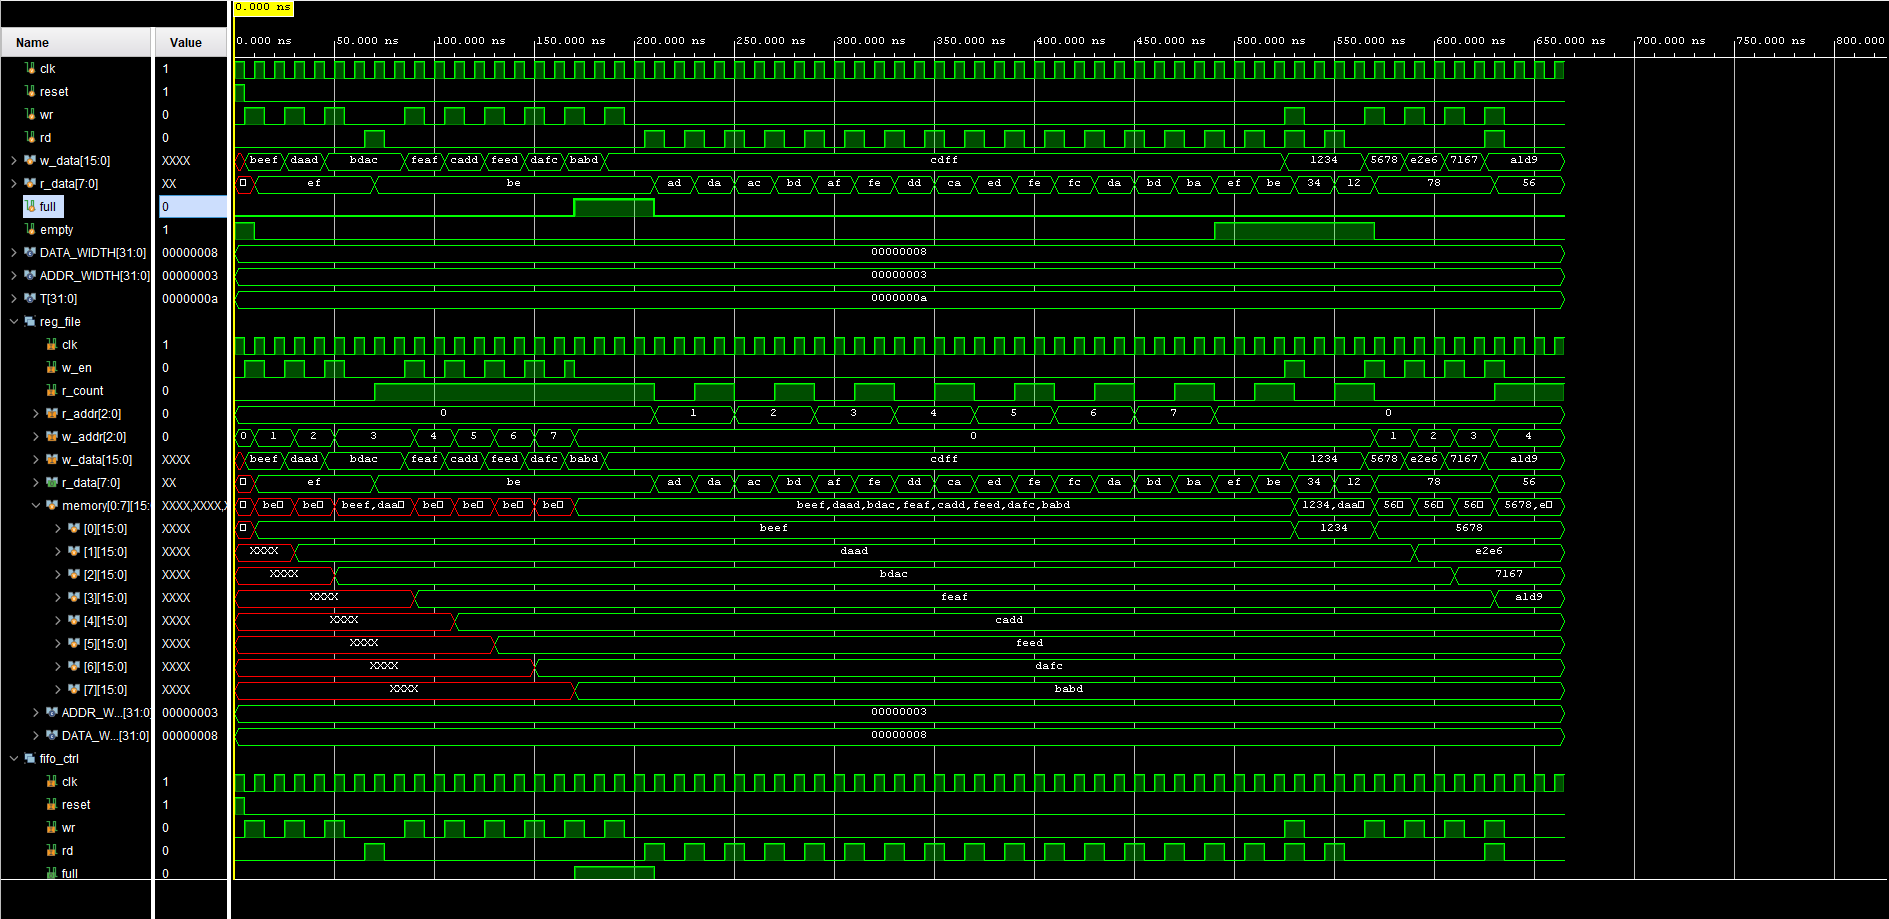 0.000 ns
Name Value
0.000 ns 50.000 ns 100.000 ns 150.000 ns 200.000 ns 250.000 ns 300.000 ns 350.000 ns 400.000 ns 450.000 ns 500.000 ns 550.000 ns 600.000 ns 650.000 ns 700.000 ns 750.000 ns 800.000
clk 1
reset 1
wr 0
rd 0
w_data[15:0] XXXX beef daad bdac feaf cadd feed dafc babd cdff 1234 5678 e2e6 7167 a1d9
r_data[7:0] XX ef be ad da ac bd af fe dd ca ed fe fc da bd ba ef be 34 12 78 56
full 0
empty 1
DATA_WIDTH[31:0] 00000008 00000008
ADDR_WIDTH[31:0] 00000003 00000003
T[31:0] 0000000a 0000000a
reg_file
clk 1
w_en 0
r_count 0
r_addr[2:0] 0 0 1 2 3 4 5 6 7 0
w_addr[2:0] 0 0 1 2 3 4 5 6 7 0 1 2 3 4
w_data[15:0] XXXX beef daad bdac feaf cadd feed dafc babd cdff 1234 5678 e2e6 7167 a1d9
r_data[7:0] XX ef be ad da ac bd af fe dd ca ed fe fc da bd ba ef be 34 12 78 56
memory[0:7][15: XXXX,XXXX,X be be beef,daa be be be be beef,daad,bdac,feaf,cadd,feed,dafc,babd 1234,daa 56 56 56 5678,e
[0][15:0] XXXX beef 1234 5678
[1][15:0] XXXX XXXX daad e2e6
[2][15:0] XXXX XXXX bdac 7167
[3][15:0] XXXX XXXX feaf a1d9
[4][15:0] XXXX XXXX cadd
[5][15:0] XXXX XXXX feed
[6][15:0] XXXX XXXX dafc
[7][15:0] XXXX XXXX babd
ADDR_W...[31:0] 00000003 00000003
DATA_W...[31:0] 00000008 00000008
fifo_ctrl
clk 1
reset 1
wr 0
rd 0
full 0